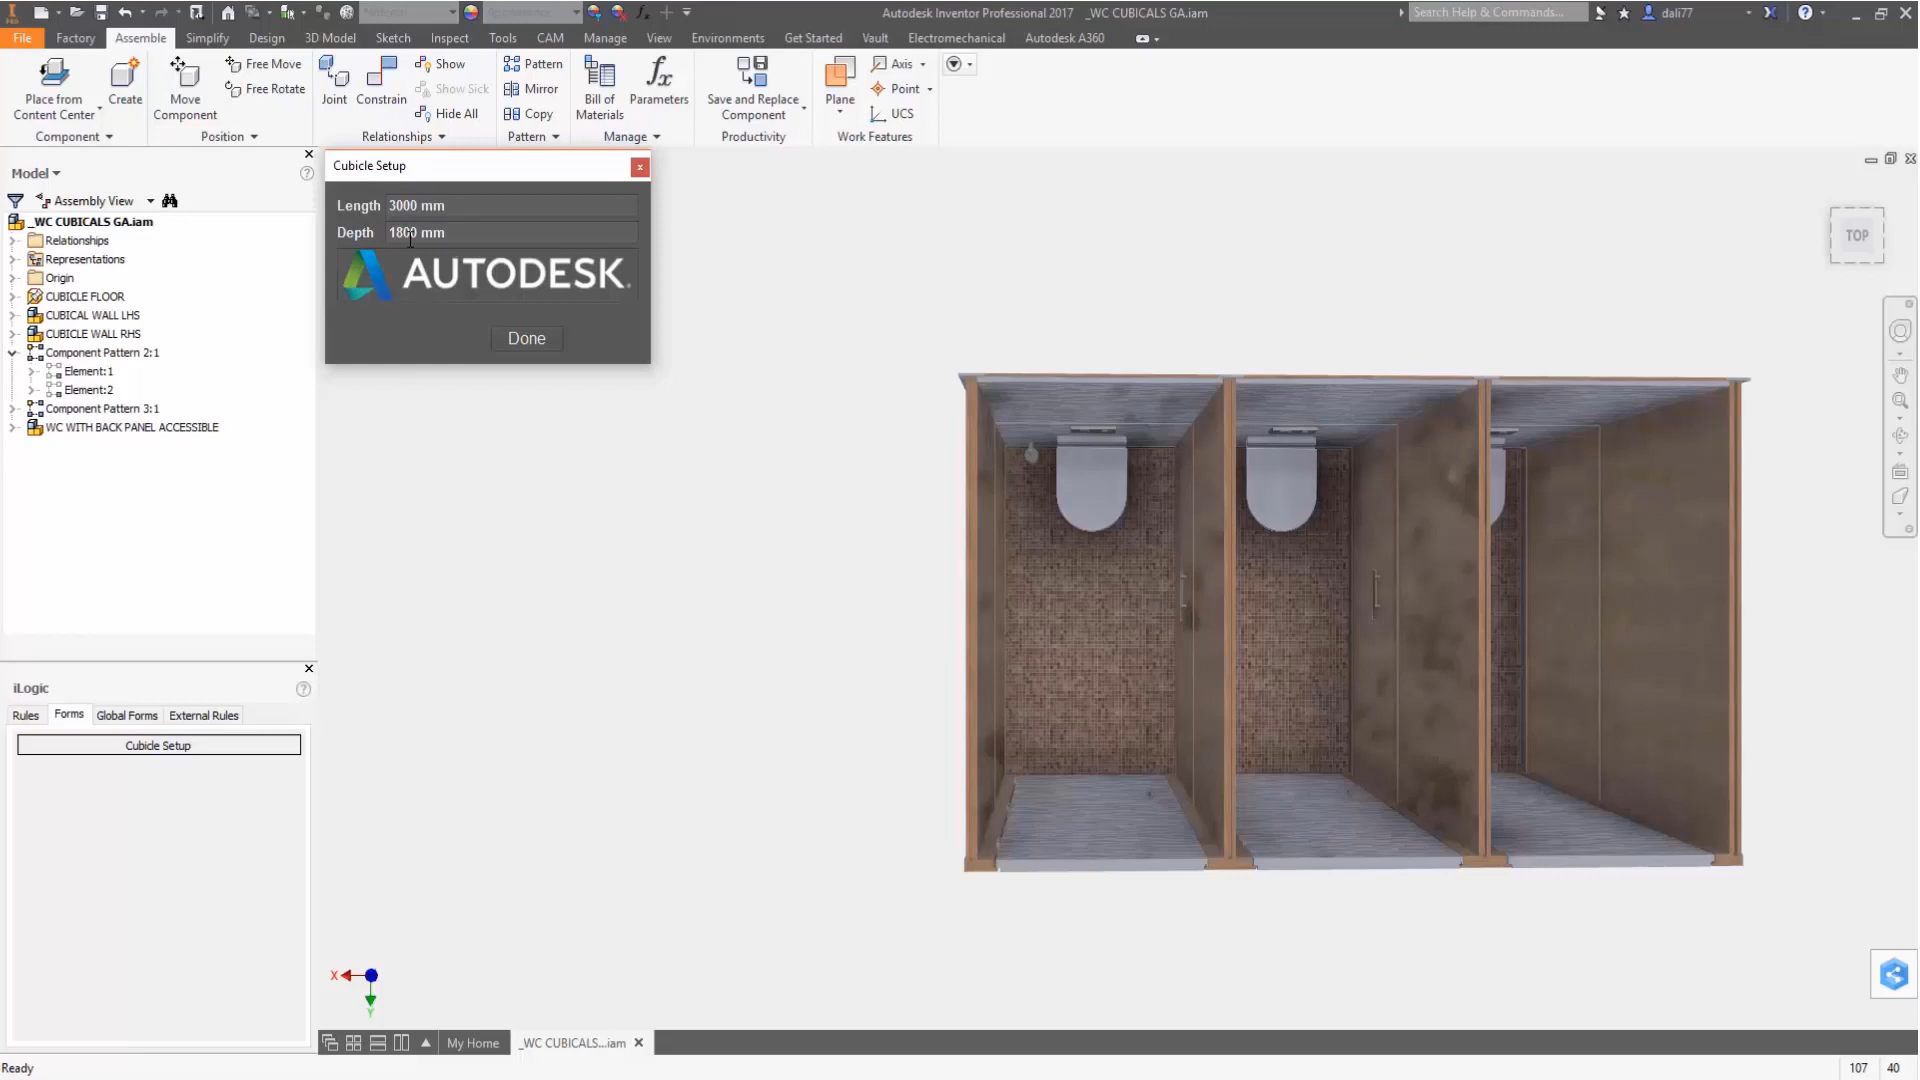 Autodesk Inventor Professional 2017 _WC CUBICALS GA.iam
Search Help & Commands...
dali77
File Factory Assemble Simplify Design 3D Model Sketch Inspect Tools CAM Manage View Environments Get Started Vault Electromechanical Autodesk A360
Place from
Content Center
Create
Move
Component
Free Move
Free Rotate
Joint
Constrain
Show
Show Sick
Hide All
Pattern
Mirror
Copy
Bill of
Materials
Parameters
Save and Replace
Component
Plane
Axis
Point
UCS
Component Position Relationships Pattern Manage Productivity Work Features
Model
Assembly View
_WC CUBICALS GA.iam
Relationships
Representations
Origin
CUBICLE FLOOR
CUBICAL WALL LHS
CUBICLE WALL RHS
Component Pattern 2:1
Element:1
Element:2
Component Pattern 3:1
WC WITH BACK PANEL ACCESSIBLE
Cubicle Setup
Length 3000 mm
Depth 1800 mm
AUTODESK.
Done
TOP
iLogic
Rules Forms Global Forms External Rules
Cubicle Setup
X
Y
My Home _WC CUBICALS...iam
Ready
107 40